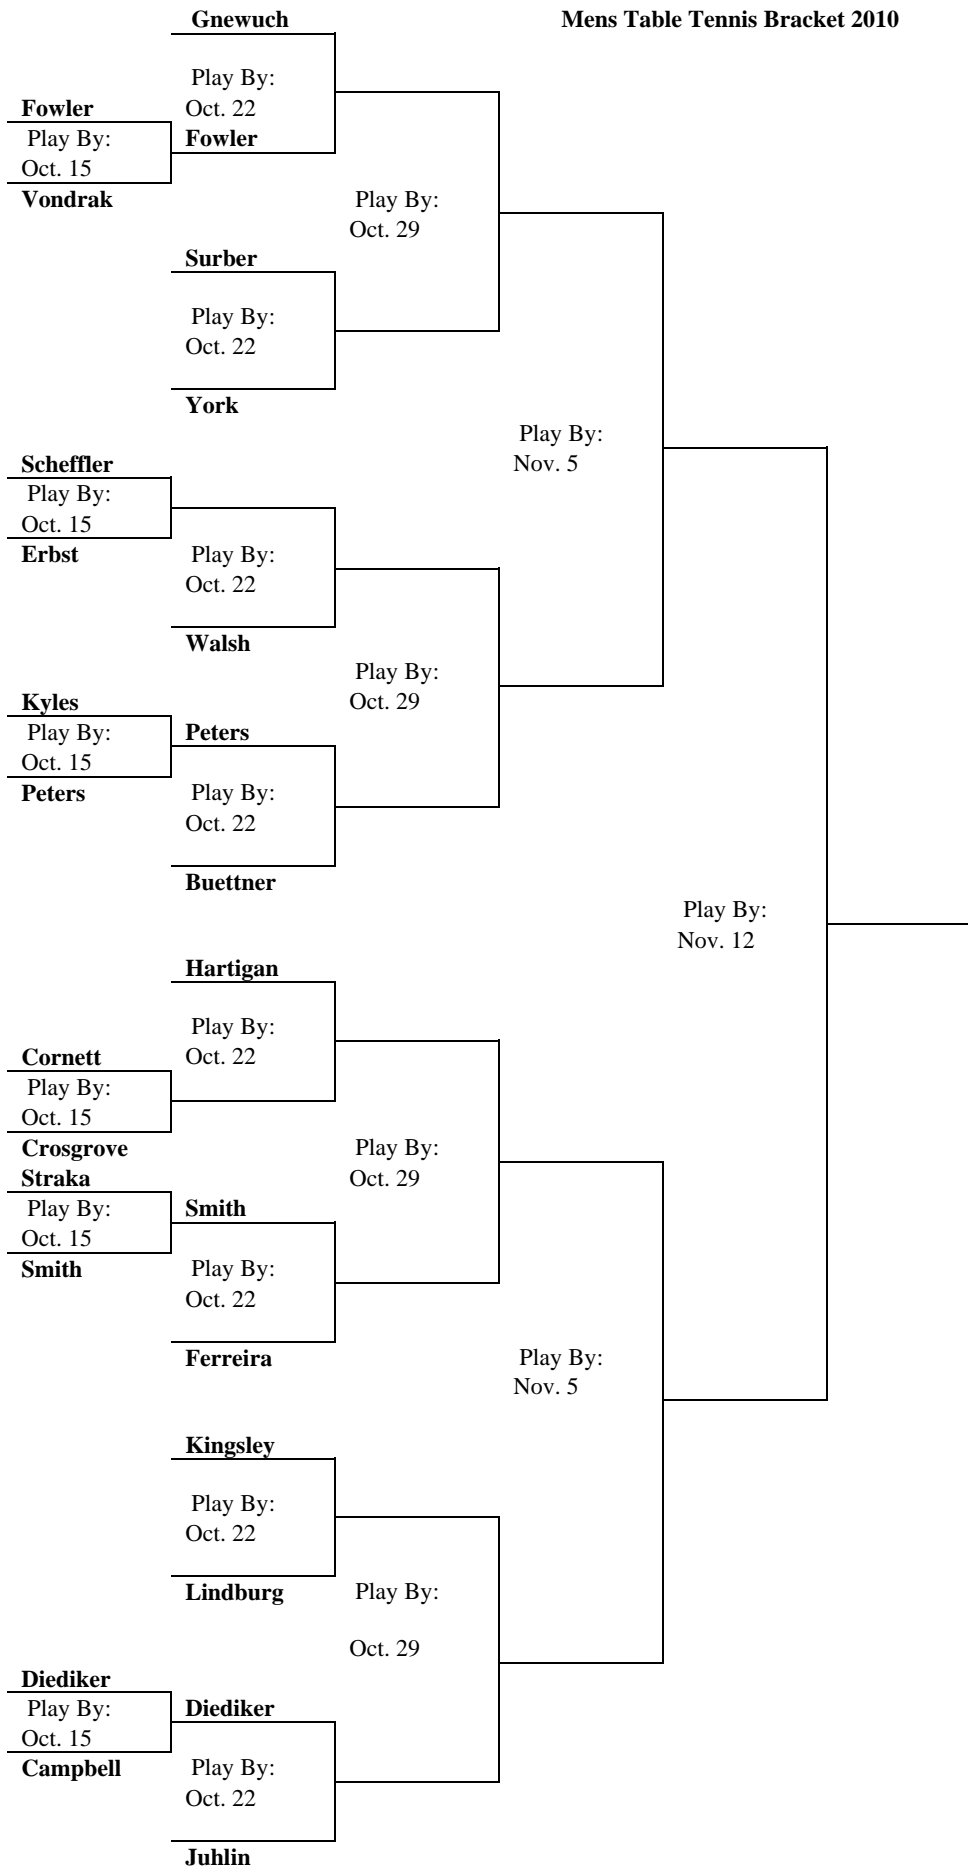 Gnewuch
Mens Table Tennis Bracket 2010
Play By:
Oct. 22
Fowler
Play By:
Oct. 15
Fowler
Vondrak
Play By:
Oct. 29
Surber
Play By:
Oct. 22
York
Play By:
Nov. 5
Scheffler
Play By:
Oct. 15
Erbst
Play By:
Oct. 22
Walsh
Play By:
Oct. 29
Kyles
Play By:
Oct. 15
Peters
Peters
Play By:
Oct. 22
Buettner
Play By:
Nov. 12
Hartigan
Play By:
Oct. 22
Cornett
Play By:
Oct. 15
Crosgrove
Play By:
Oct. 29
Straka
Play By:
Oct. 15
Smith
Smith
Play By:
Oct. 22
Ferreira
Play By:
Nov. 5
Kingsley
Play By:
Oct. 22
Lindburg
Play By:
Oct. 29
Diediker
Play By:
Oct. 15
Campbell
Diediker
Play By:
Oct. 22
Juhlin